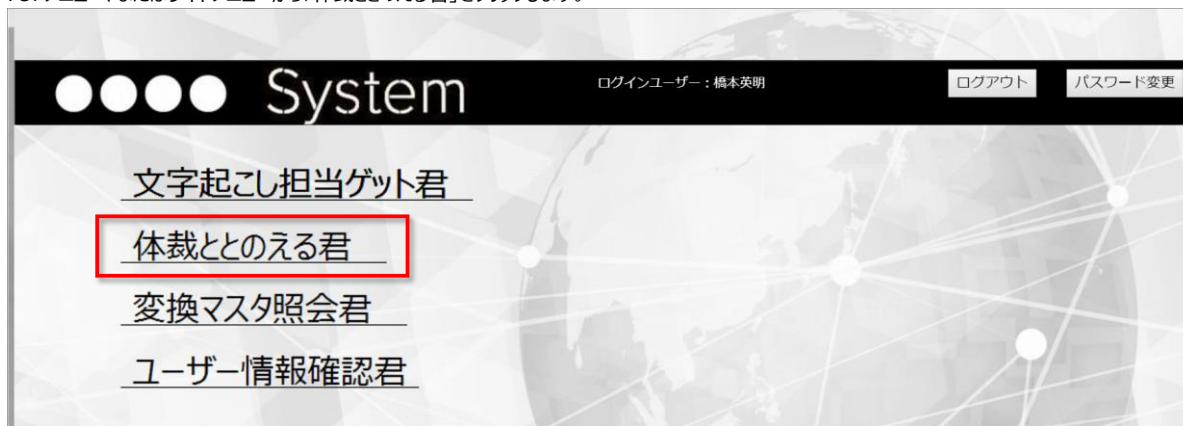 ●●●● System
ログインユーザー：橋本英明
ログアウト
パスワード変更
文字起こし担当ゲット君
体裁ととのえる君
変換マスタ照会君
ユーザー情報確認君